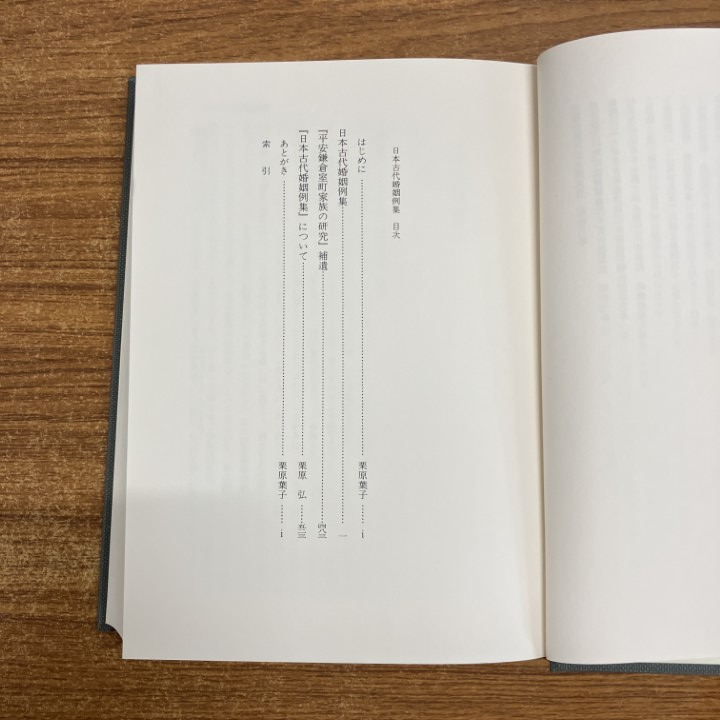 日本古代婚姻例集 目次
はじめに……栗原葉子……i
日本古代婚姻例集……一
『平安鎌倉室町家族の研究』補遺……四八三
『日本古代婚姻例集』について……栗原 弘……五三
あとがき……栗原葉子……i
索 引